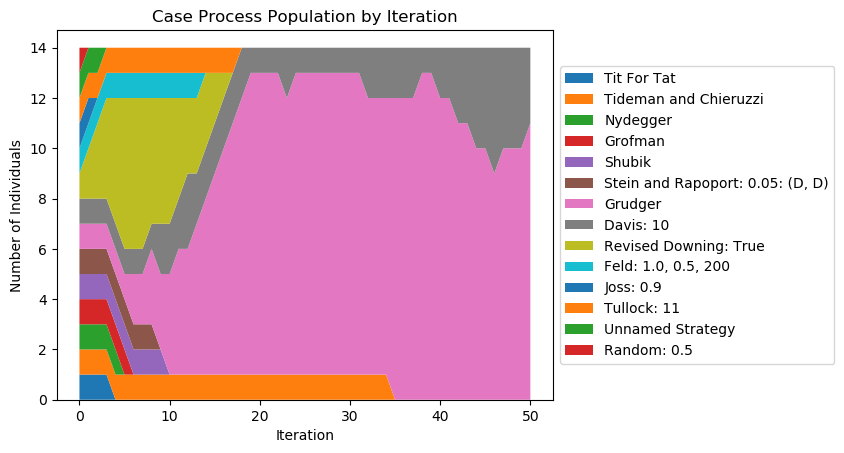 Case Process Population by Iteration
Number of Individuals
14
12
10
8
6
4
2
0
0 10 20 30 40 50
Iteration
Tit For Tat
Tideman and Chieruzzi
Nydegger
Grofman
Shubik
Stein and Rapoport: 0.05: (D, D)
Grudger
Davis: 10
Revised Downing: True
Feld: 1.0, 0.5, 200
Joss: 0.9
Tullock: 11
Unnamed Strategy
Random: 0.5